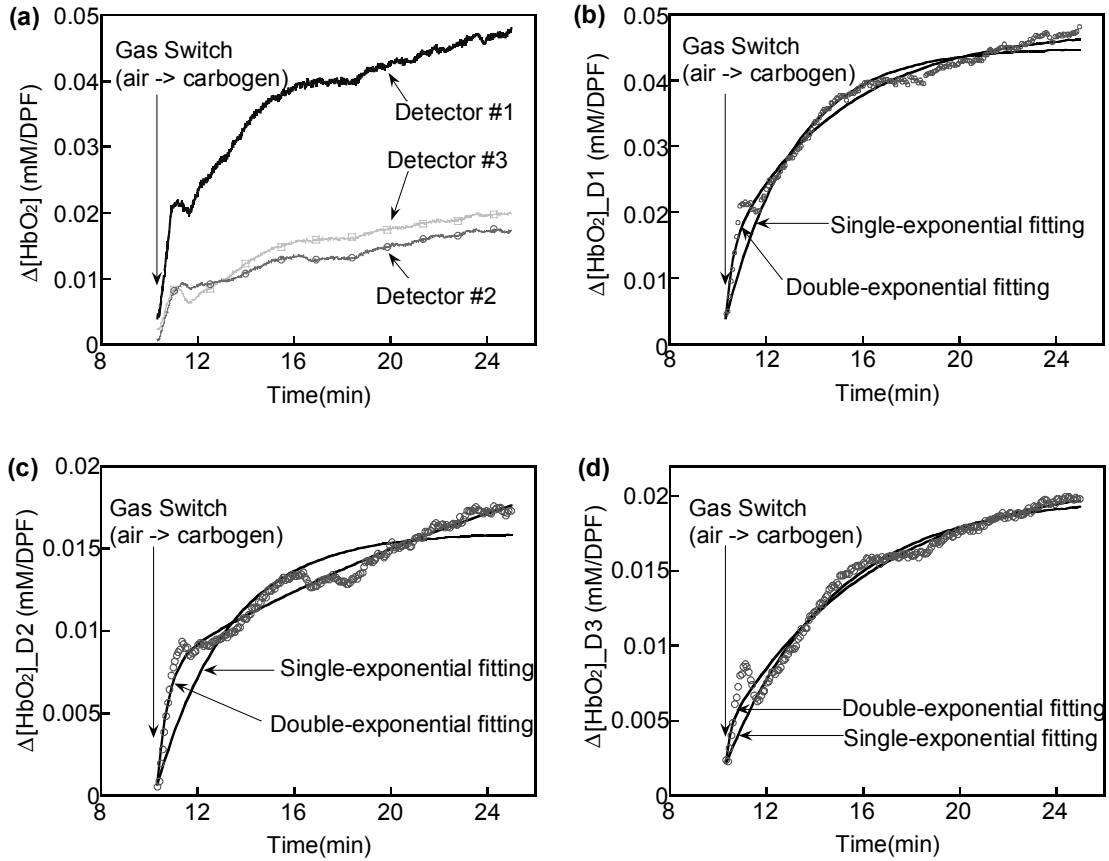 (a)
0.05
0.04
0.03
0.02
0.01
0
8
12
16
20
24
Δ[HbO₂] (mM/DPF)
Time(min)
Gas Switch
(air -> carbogen)
Detector #1
Detector #3
Detector #2
(b)
0.05
0.04
0.03
0.02
0.01
0
8
12
16
20
24
Δ[HbO₂]_D1 (mM/DPF)
Time(min)
Gas Switch
(air -> carbogen)
Single-exponential fitting
Double-exponential fitting
(c)
0.02
0.015
0.01
0.005
0
8
12
16
20
24
Δ[HbO₂]_D2 (mM/DPF)
Time(min)
Gas Switch
(air -> carbogen)
Single-exponential fitting
Double-exponential fitting
(d)
0.02
0.015
0.01
0.005
0
8
12
16
20
24
Δ[HbO₂]_D3 (mM/DPF)
Time(min)
Gas Switch
(air -> carbogen)
Double-exponential fitting
Single-exponential fitting